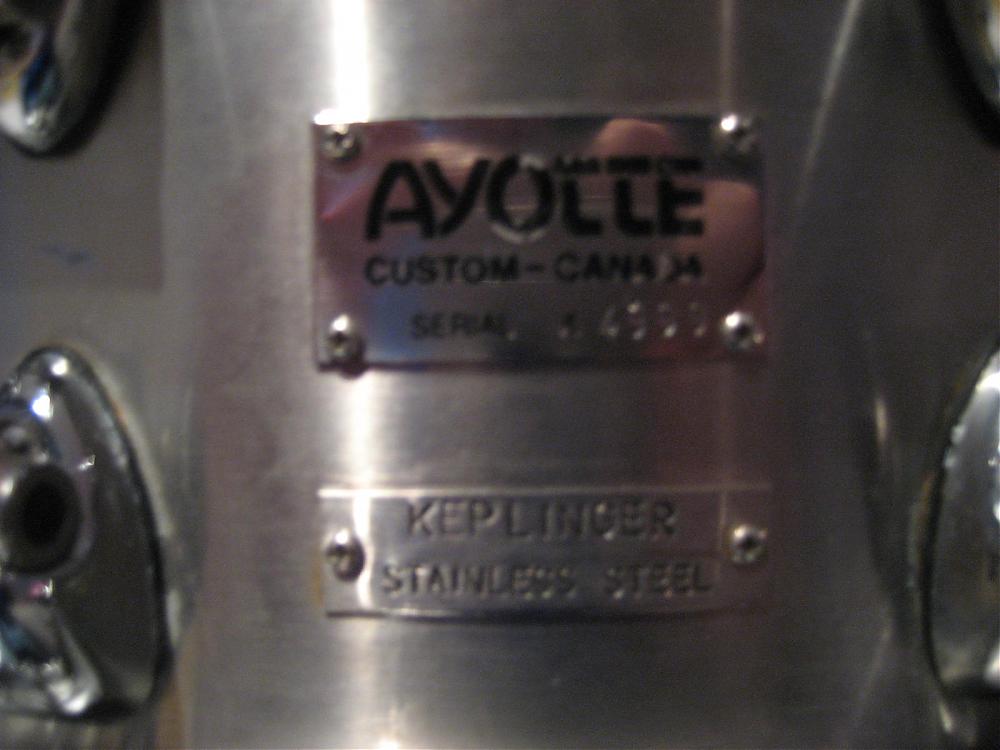 AYOTTE
CUSTOM - CANADA
SERIAL
KEPLINGER
STAINLESS STEEL